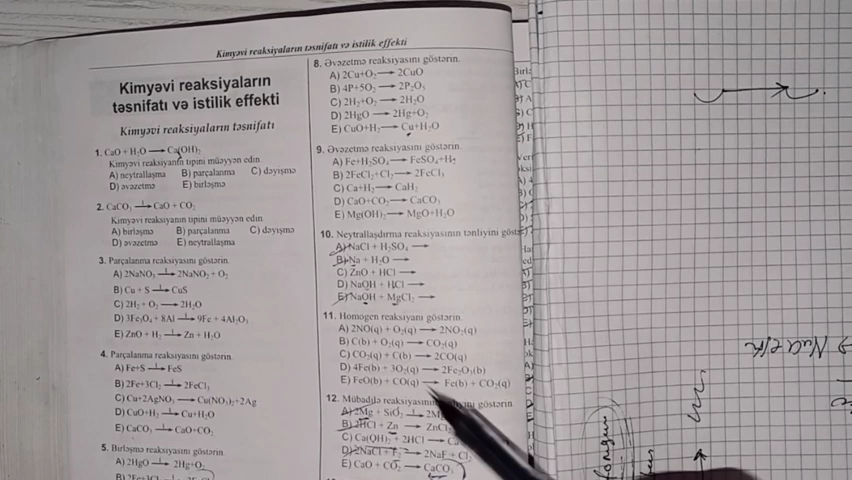 Kimyəvi reaksiyaların təsnifatı və istilik effekti
Kimyəvi reaksiyaların
təsnifatı və istilik effekti
Kimyəvi reaksiyaların təsnifatı
1. CaO + H₂O ⟶ Ca(OH)₂
Kimyəvi reaksiyanın tipini müəyyən edin
A) neytrallaşma B) parçalanma C) dəyişmə
D) əvəzetmə E) birləşmə
2. CaCO₃ ⟶ CaO + CO₂
Kimyəvi reaksiyanın tipini müəyyən edin
A) birləşmə B) parçalanma C) dəyişmə
D) əvəzetmə E) neytrallaşma
3. Parçalanma reaksiyasını göstərin
A) 2NaNO₃ ⟶ 2NaNO₂ + O₂
B) Cu + S ⟶ CuS
C) 2H₂ + O₂ ⟶ 2H₂O
D) 3Fe₃O₄ + 8Al ⟶ 9Fe + 4Al₂O₃
E) ZnO + H₂ ⟶ Zn + H₂O
4. Parçalanma reaksiyasını göstərin
A) Fe+S ⟶ FeS
B) 2Fe+3Cl₂ ⟶ 2FeCl₃
C) Cu+2AgNO₃ ⟶ Cu(NO₃)₂+2Ag
D) CuO+H₂ ⟶ Cu+H₂O
E) CaCO₃ ⟶ CaO+CO₂
5. Birləşmə reaksiyasını göstərin
A) 2HgO ⟶ 2Hg+O₂
8. Əvəzetmə reaksiyasını göstərin.
A) 2Cu+O₂ ⟶ 2CuO
B) 4P+5O₂ ⟶ 2P₂O₅
C) 2H₂+O₂ ⟶ 2H₂O
D) 2HgO ⟶ 2Hg+O₂
E) CuO+H₂ ⟶ Cu+H₂O
9. Əvəzetmə reaksiyasını göstərin.
A) Fe+H₂SO₄ ⟶ FeSO₄+H₂
B) 2FeCl₂+Cl₂ ⟶ 2FeCl₃
C) Ca+H₂ ⟶ CaH₂
D) CaO+CO₂ ⟶ CaCO₃
E) Mg(OH)₂ ⟶ MgO+H₂O
10. Neytrallaşdırma reaksiyasının tənliyini
A) NaCl + H₂SO₄ ⟶
B) Na + H₂O ⟶
C) ZnO + HCl ⟶
D) NaOH + HCl ⟶
E) NaOH + MgCl₂ ⟶
11. Homogen reaksiyanı göstərin.
A) 2NO(q) + O₂(q) ⟶ 2NO₂(q)
B) C(b) + O₂(q) ⟶ CO₂(q)
C) CO₂(q) + C(b) ⟶ 2CO(q)
D) 4Fe(b) + 3O₂(q) ⟶ 2Fe₂O₃(b)
E) FeO(b) + CO(q) ⟶ Fe(b) + CO₂(q)
12. Mübadilə göstərin.
A) 2Mg + SiO₂ ⟶
B) 2HCl + Zn ⟶ ZnCl₂
C) Ca(OH)₂ + 2HCl ⟶
D) 2NaCl + F₂ ⟶ 2NaF + Cl₂
E) CaO + CO₂ ⟶ CaCO₃